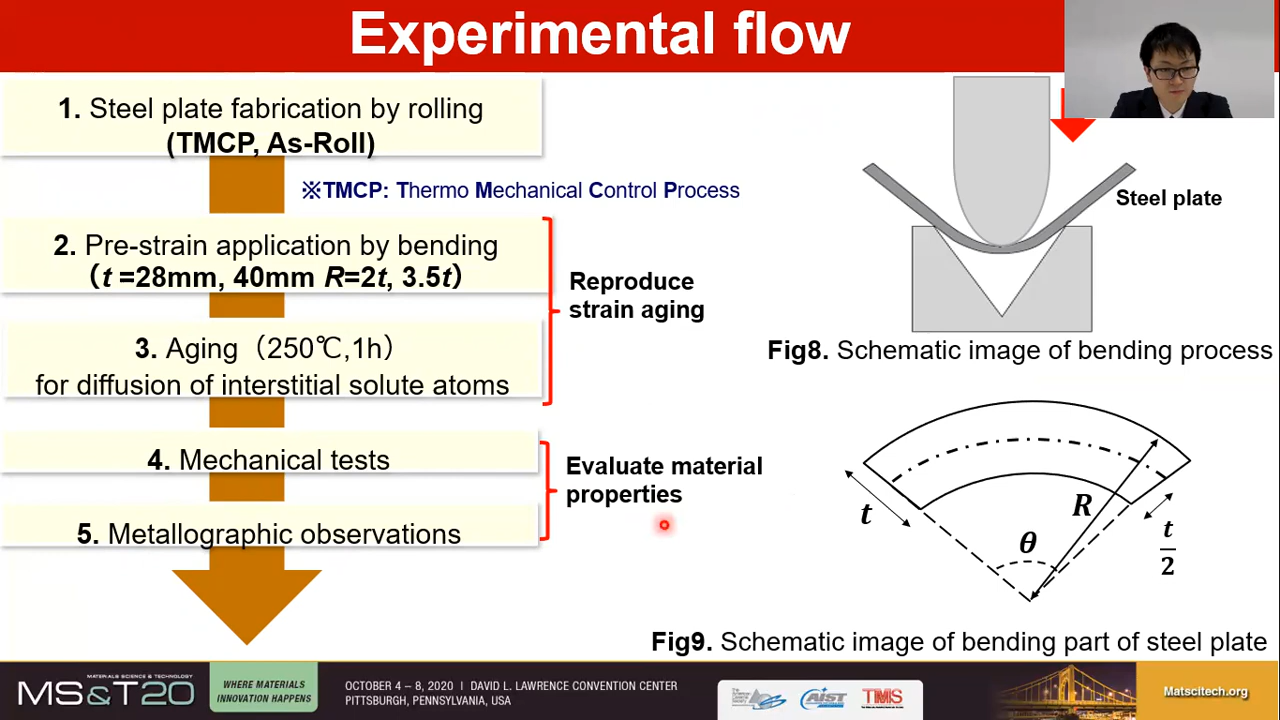 Experimental flow
1. Steel plate fabrication by rolling
(TMCP, As-Roll)
※TMCP: Thermo Mechanical Control Process
2. Pre-strain application by bending
（t =28mm, 40mm R=2t, 3.5t）
Reproduce
strain aging
3. Aging（250℃,1h）
for diffusion of interstitial solute atoms
4. Mechanical tests
Evaluate material
properties
5. Metallographic observations
Steel plate
Fig8. Schematic image of bending process
t
R
θ
t
2
Fig9. Schematic image of bending part of steel plate
MATERIALS SCIENCE & TECHNOLOGY
MS&T20
WHERE MATERIALS
INNOVATION HAPPENS
OCTOBER 4 – 8, 2020 | DAVID L. LAWRENCE CONVENTION CENTER
PITTSBURGH, PENNSYLVANIA, USA
AIST
TMS
Matscitech.org